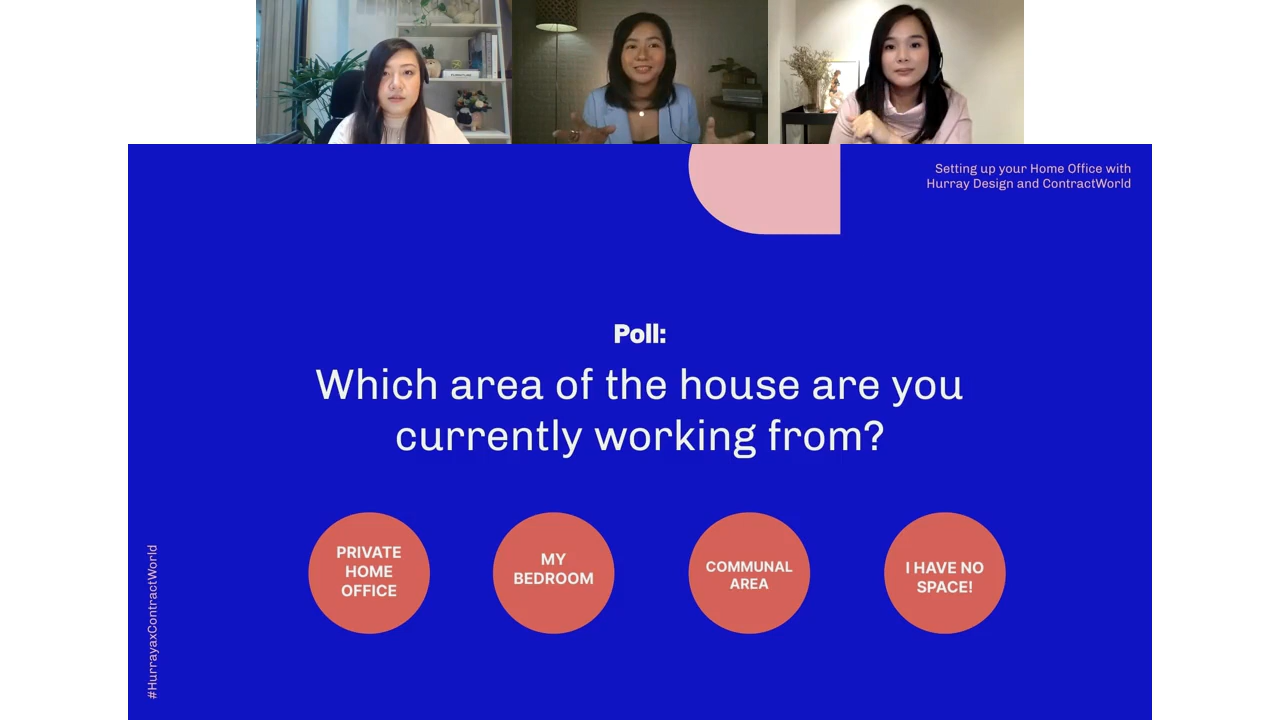 Setting up your Home Office with
Hurray Design and ContractWorld
Poll:
Which area of the house are you
currently working from?
PRIVATE
HOME
OFFICE
MY
BEDROOM
COMMUNAL
AREA
I HAVE NO
SPACE!
#HurrayaxContractWorld